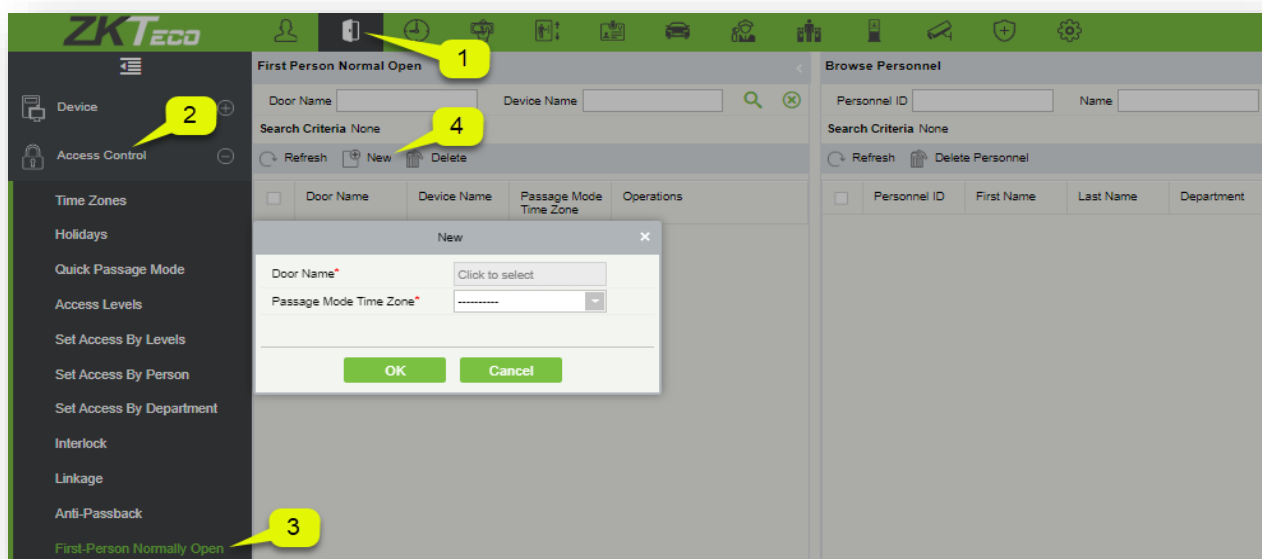 ZKTECO
1
First Person Normal Open
Browse Personnel
Device
2
Door Name
Device Name
Personnel ID
Name
Search Criteria None
4
Search Criteria None
Access Control
Refresh New Delete
Refresh Delete Personnel
Time Zones
Door Name Device Name Passage Mode Time Zone Operations
Personnel ID First Name Last Name Department
Holidays
New
Quick Passage Mode
Door Name* Click to select
Access Levels
Passage Mode Time Zone* ----------
Set Access By Levels
Set Access By Person
OK Cancel
Set Access By Department
Interlock
Linkage
Anti-Passback
3
First-Person Normally Open